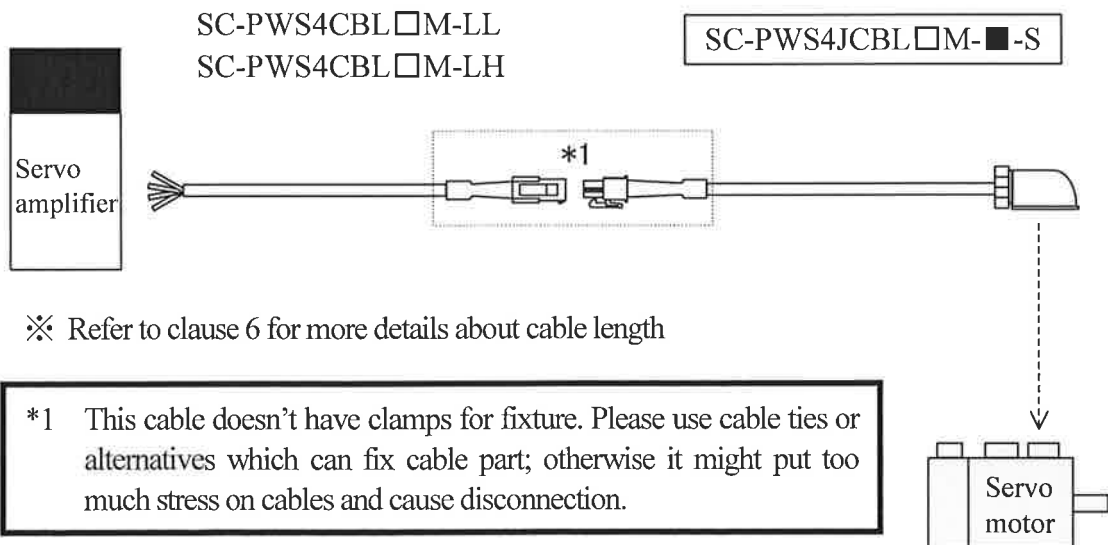 SC-PWS4CBL□M-LL
SC-PWS4CBL□M-LH
SC-PWS4JCBL□M-■-S
Servo
amplifier
*1
※ Refer to clause 6 for more details about cable length
*1 This cable doesn't have clamps for fixture. Please use cable ties or
alternatives which can fix cable part; otherwise it might put too
much stress on cables and cause disconnection.
Servo
motor